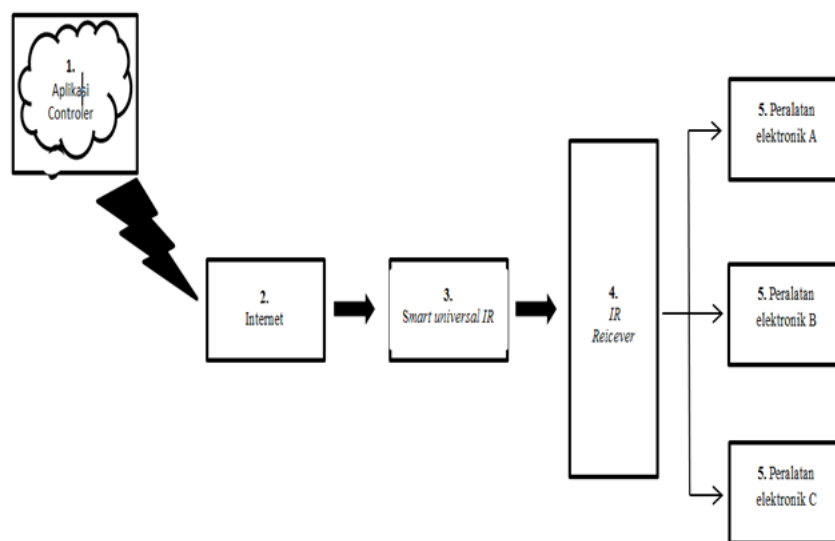 1.
Aplikasi
Controler
2.
Internet
3.
Smart universal IR
4.
IR
Reicever
5. Peralatan
elektronik A
5. Peralatan
elektronik B
5. Peralatan
elektronik C